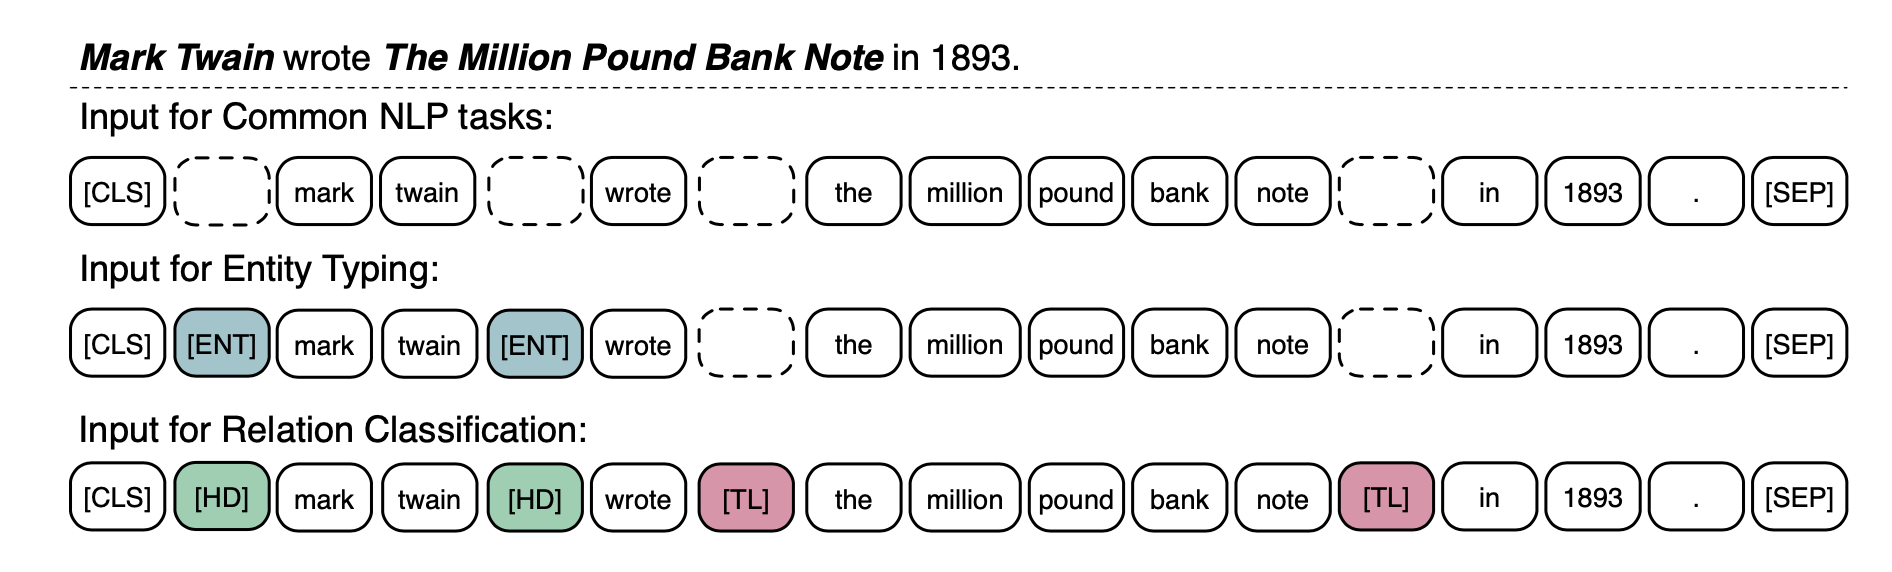 Mark Twain wrote The Million Pound Bank Note in 1893.
Input for Common NLP tasks:
[CLS] mark twain wrote the million pound bank note in 1893 . [SEP]
Input for Entity Typing:
[CLS] [ENT] mark twain [ENT] wrote the million pound bank note in 1893 . [SEP]
Input for Relation Classification:
[CLS] [HD] mark twain [HD] wrote [TL] the million pound bank note [TL] in 1893 . [SEP]